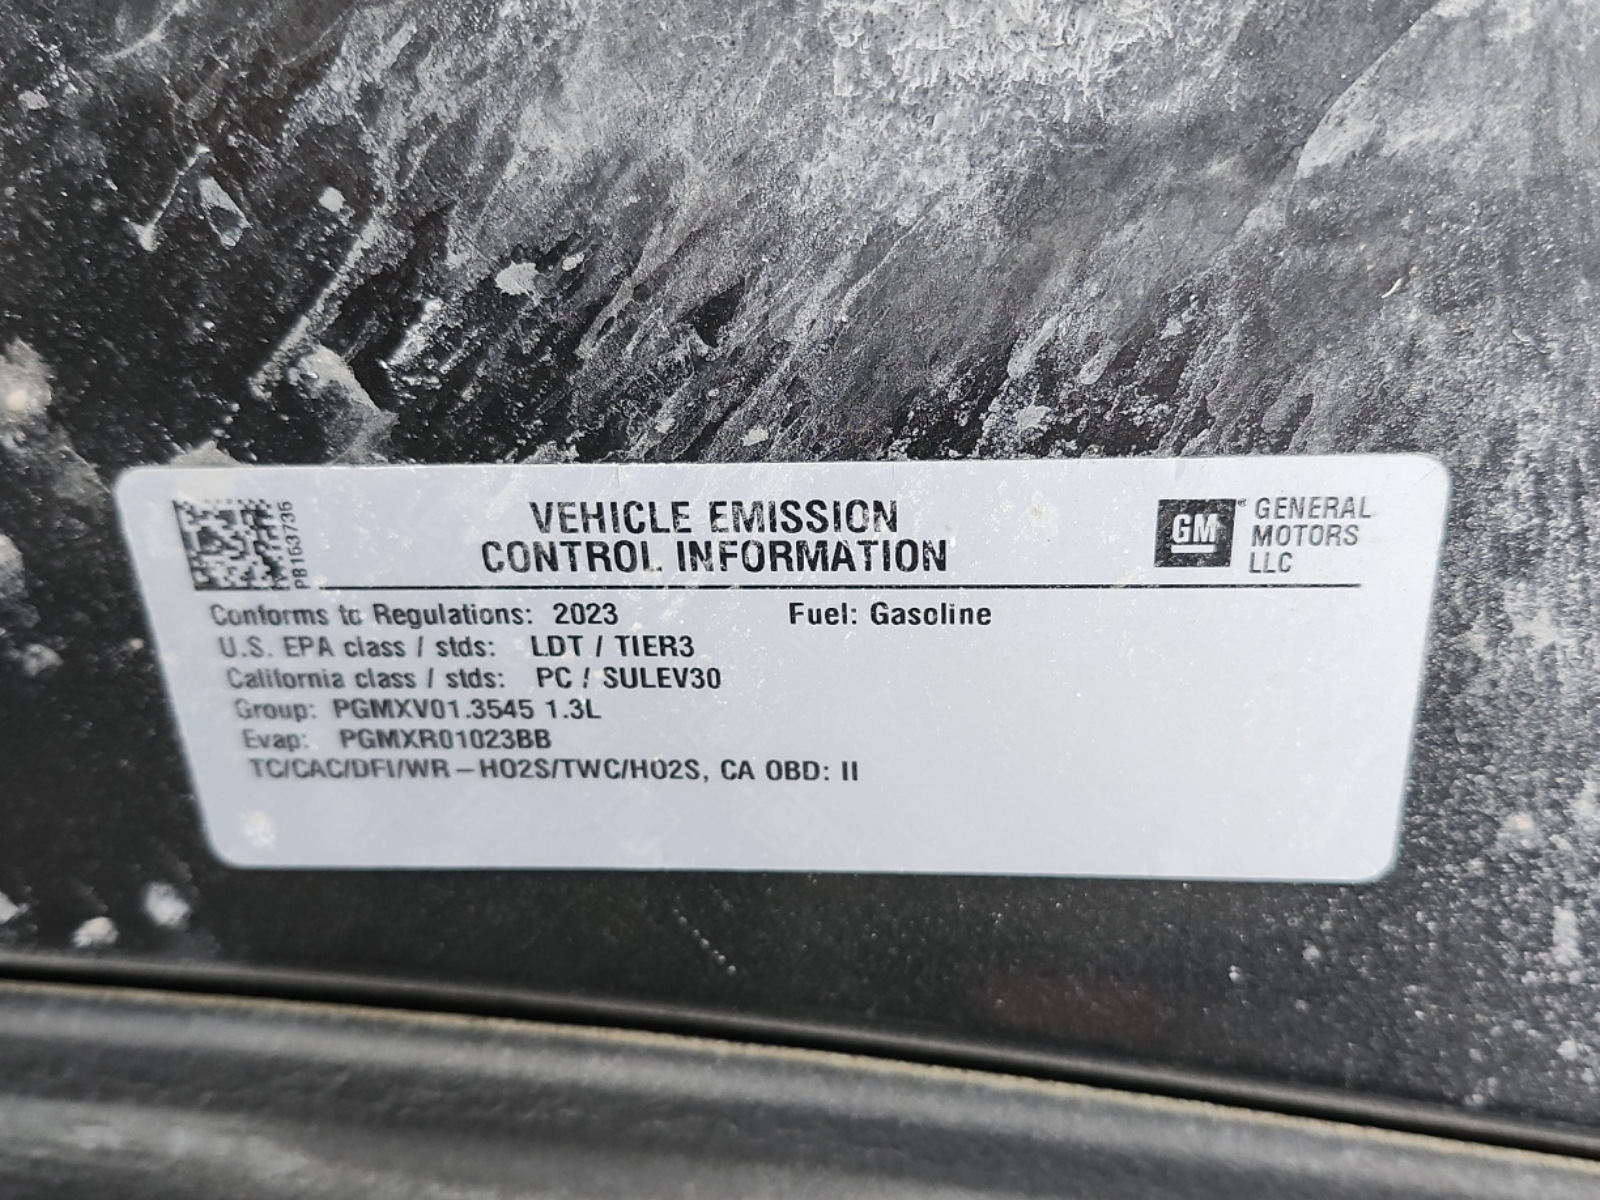 VEHICLE EMISSION
CONTROL INFORMATION
PB163736
GM
GENERAL
MOTORS
LLC
Conforms to Regulations: 2023 Fuel: Gasoline
U.S. EPA class / stds: LDT / TIER3
California class / stds: PC / SULEV30
Group: PGMXV01.3545 1.3L
Evap: PGMXR01023BB
TC/CAC/DFI/WR-HO2S/TWC/HO2S, CA OBD: II